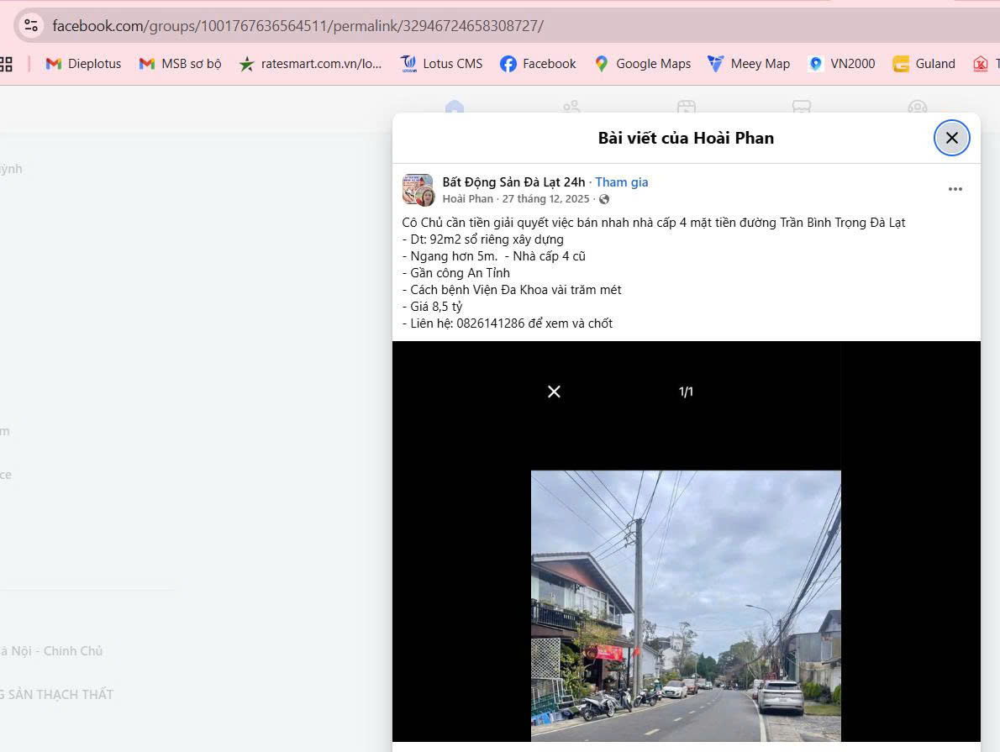 facebook.com/groups/1001767636564511/permalink/32946724658308727/
Dieplotus
MSB sơ bộ
ratesmart.com.vn/lo...
Lotus CMS
Facebook
Google Maps
Meey Map
VN2000
Guland
T
Bài viết của Hoài Phan
ỳnh
Bất Động Sản Đà Lạt 24h · Tham gia
Hoài Phan · 27 tháng 12, 2025 ·
Cô Chủ cần tiền giải quyết việc bán nhah nhà cấp 4 mặt tiền đường Trần Bình Trọng Đà Lạt
- Dt: 92m2 sổ riêng xây dựng
- Ngang hơn 5m. - Nhà cấp 4 cũ
- Gần công An Tỉnh
- Cách bệnh Viện Đa Khoa vài trăm mét
- Giá 8,5 tỷ
- Liên hệ: 0826141286 để xem và chốt
1/1
m
ce
à Nội - Chính Chủ
G SẢN THẠCH THẤT